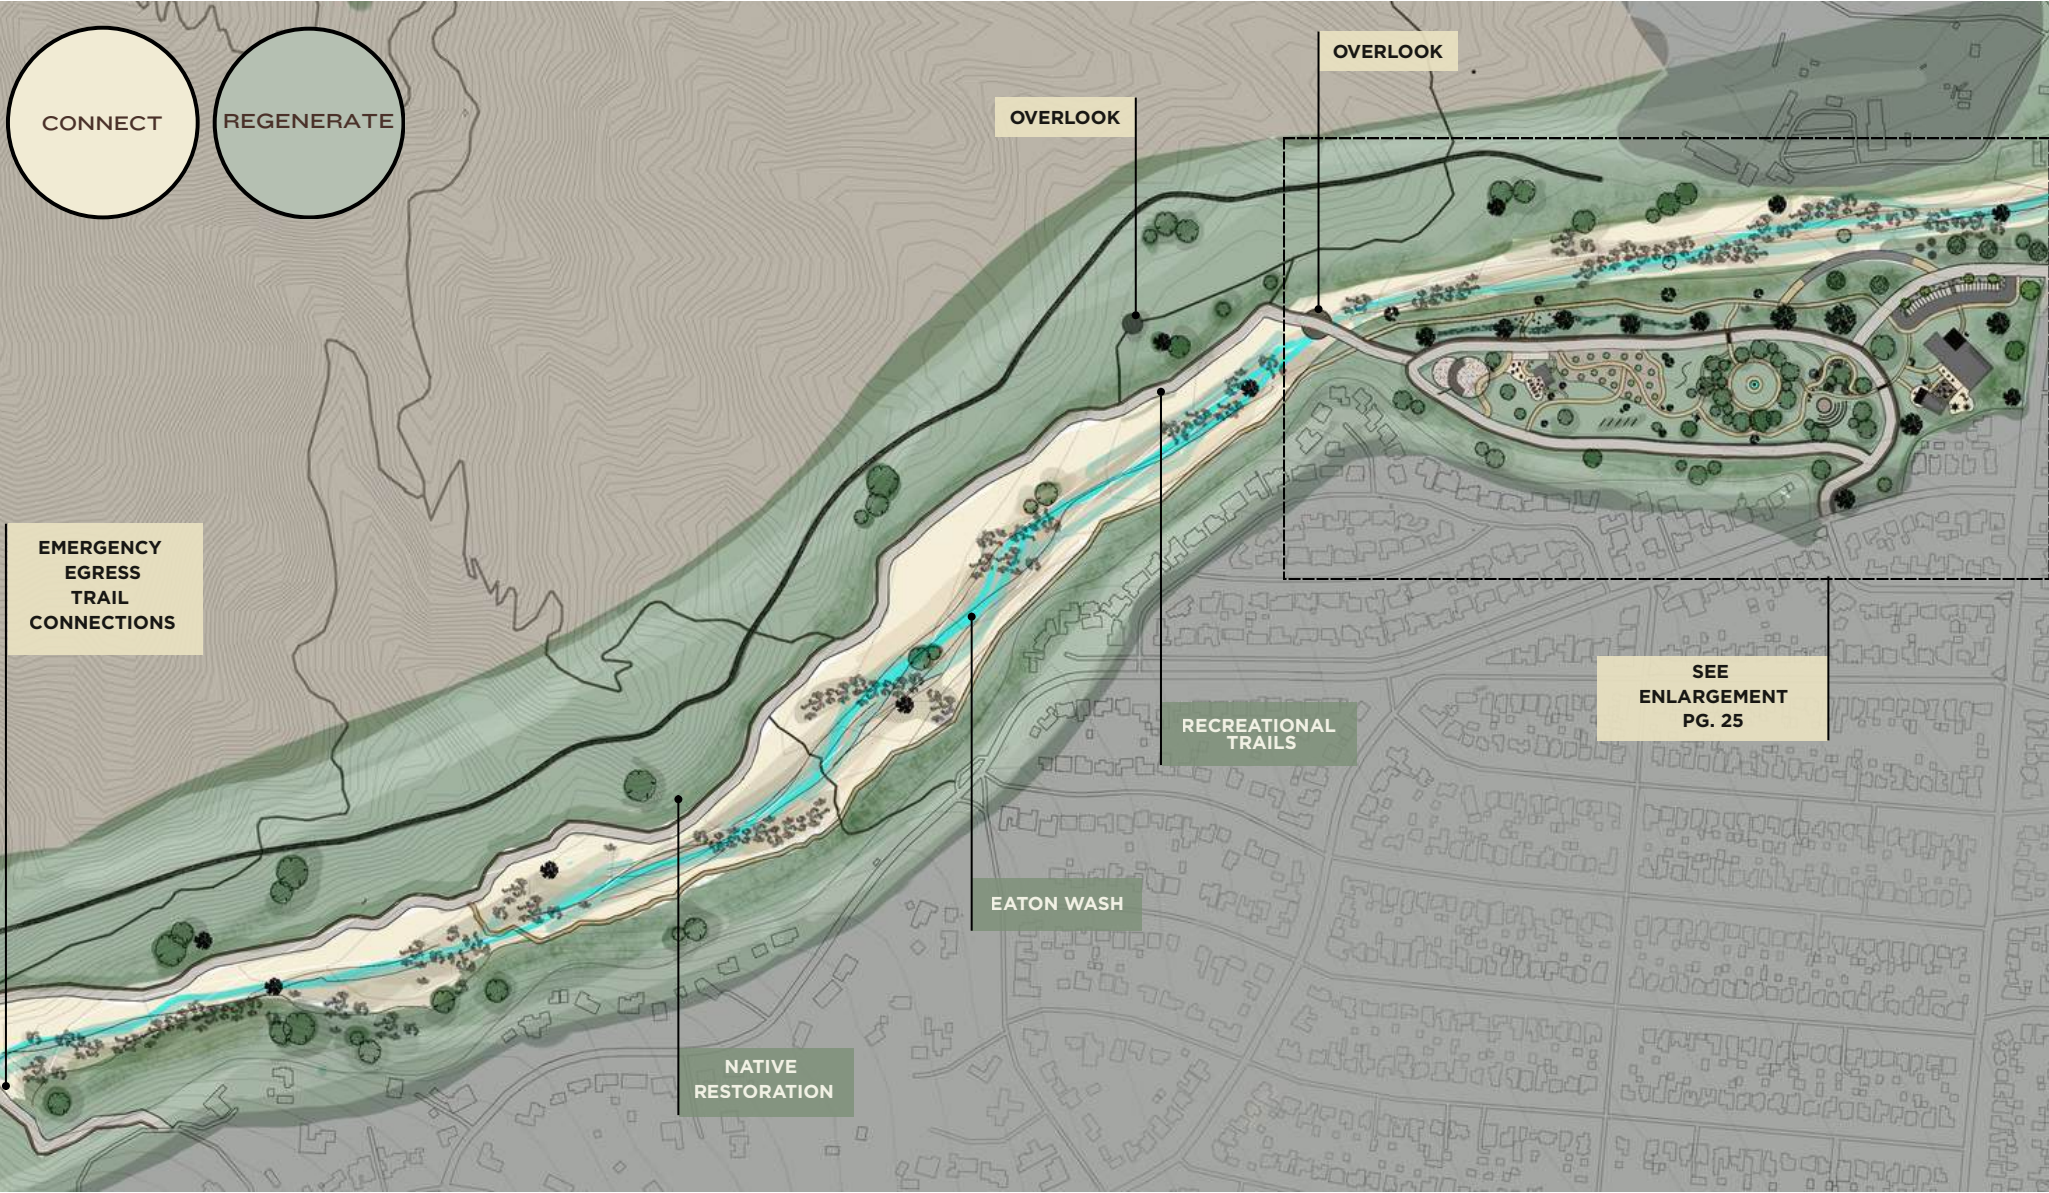 CONNECT
REGENERATE
OVERLOOK
OVERLOOK
EMERGENCY
EGRESS
TRAIL
CONNECTIONS
SEE
ENLARGEMENT
PG. 25
RECREATIONAL
TRAILS
EATON WASH
NATIVE
RESTORATION